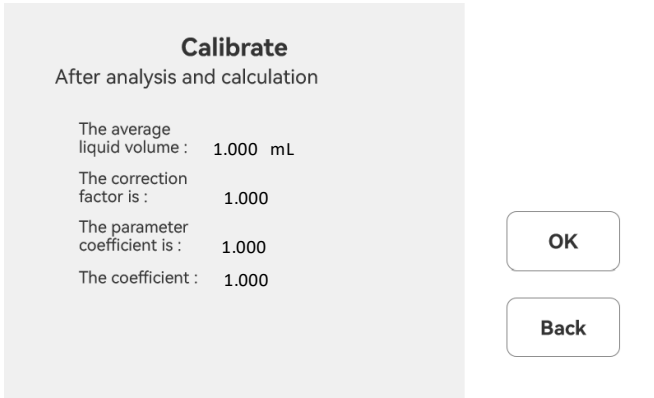 Calibrate
After analysis and calculation
The average
liquid volume : 1.000 mL
The correction
factor is : 1.000
The parameter
coefficient is : 1.000
The coefficient : 1.000
OK
Back